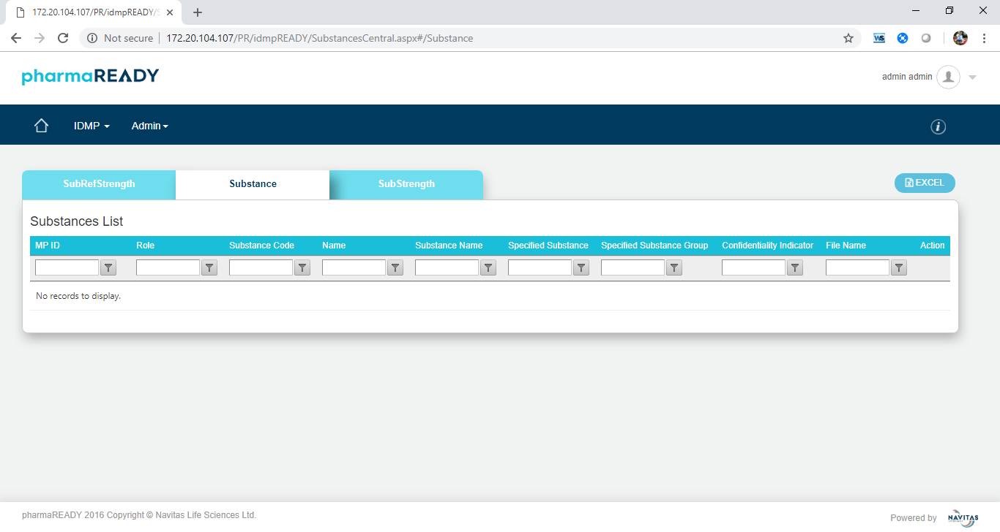 172.20.104.107/PR/idmpREADY/S
Not secure 172.20.104.107/PR/idmpREADY/SubstancesCentral.aspx#/Substance
WS
pharmaREADY
admin admin
IDMP Admin i
SubRefStrength Substance SubStrength EXCEL
Substances List
MP ID Role Substance Code Name Substance Name Specified Substance Specified Substance Group Confidentiality Indicator File Name Action
No records to display.
pharmaREADY 2016 Copyright © Navitas Life Sciences Ltd.
Powered by NAVITAS